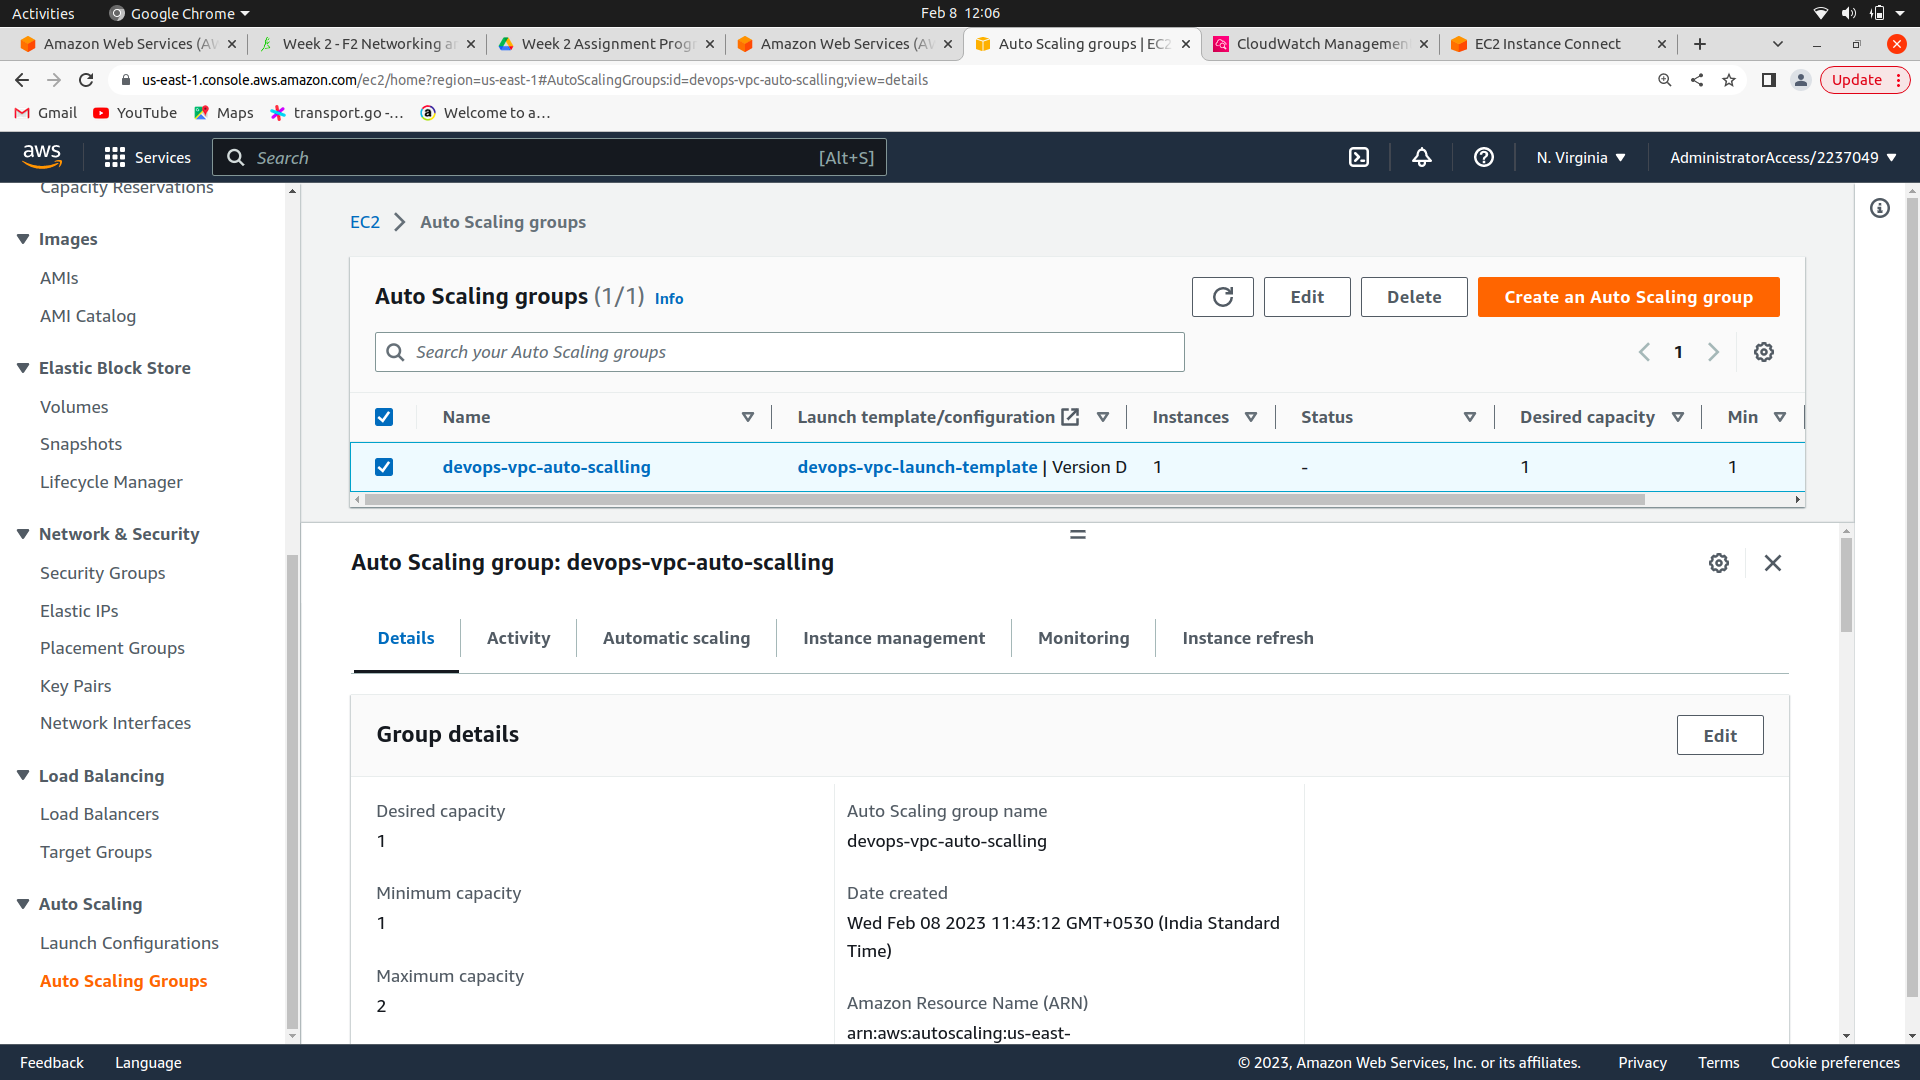 Activities
Google Chrome
Feb 8 12:06
Amazon Web Services (AW
Week 2 - F2 Networking an
Week 2 Assignment Progr
Amazon Web Services (AW
Auto Scaling groups | EC2
CloudWatch Management
EC2 Instance Connect
us-east-1.console.aws.amazon.com/ec2/home?region=us-east-1#AutoScalingGroups:id=devops-vpc-auto-scalling;view=details
Update
Gmail
YouTube
Maps
transport.go -...
Welcome to a...
aws
Services
Search
[Alt+S]
N. Virginia
AdministratorAccess/2237049
Capacity Reservations
Images
AMIs
AMI Catalog
Elastic Block Store
Volumes
Snapshots
Lifecycle Manager
Network & Security
Security Groups
Elastic IPs
Placement Groups
Key Pairs
Network Interfaces
Load Balancing
Load Balancers
Target Groups
Auto Scaling
Launch Configurations
Auto Scaling Groups
EC2
Auto Scaling groups
Auto Scaling groups (1/1) Info
Edit
Delete
Create an Auto Scaling group
Search your Auto Scaling groups
1
Name
Launch template/configuration
Instances
Status
Desired capacity
Min
devops-vpc-auto-scalling
devops-vpc-launch-template | Version D
1
-
1
1
Auto Scaling group: devops-vpc-auto-scalling
Details
Activity
Automatic scaling
Instance management
Monitoring
Instance refresh
Group details
Edit
Desired capacity
1
Minimum capacity
1
Maximum capacity
2
Auto Scaling group name
devops-vpc-auto-scalling
Date created
Wed Feb 08 2023 11:43:12 GMT+0530 (India Standard
Time)
Amazon Resource Name (ARN)
arn:aws:autoscaling:us-east-
Feedback
Language
© 2023, Amazon Web Services, Inc. or its affiliates.
Privacy
Terms
Cookie preferences